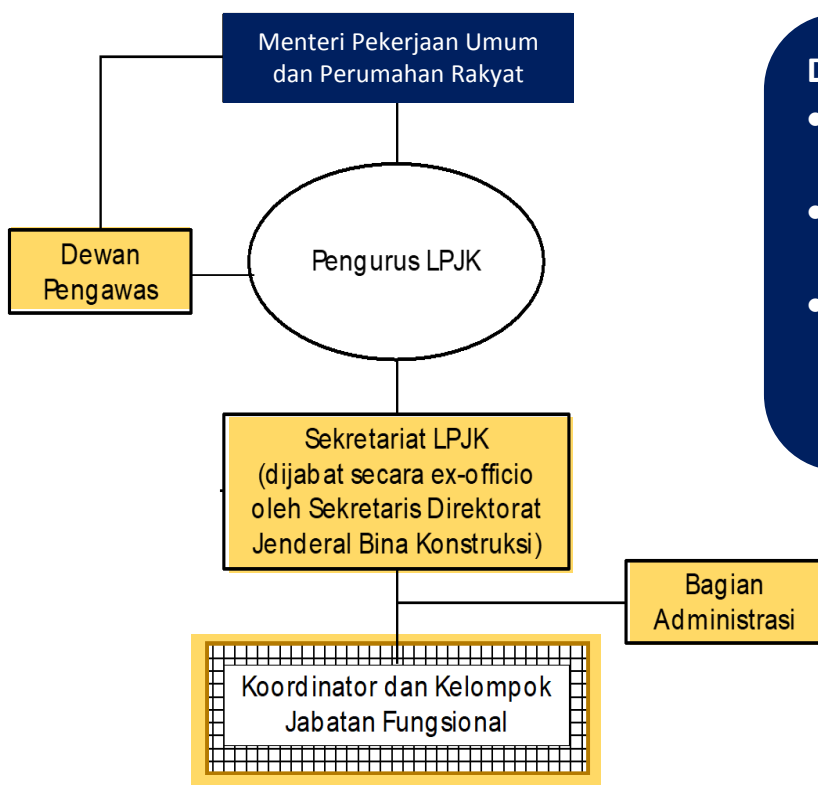 Menteri Pekerjaan Umum
dan Perumahan Rakyat
D
Dewan
Pengawas
Pengurus LPJK
Sekretariat LPJK
(dijabat secara ex-officio
oleh Sekretaris Direktorat
Jenderal Bina Konstruksi)
Bagian
Administrasi
Koordinator dan Kelompok
Jabatan Fungsional